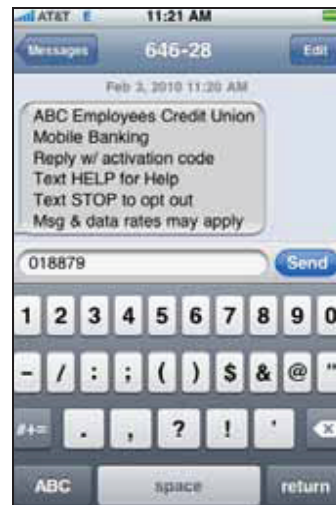 AT&T E 11:21 AM
Messages 646-28 Edit
Feb 3, 2010 11:20 AM
ABC Employees Credit Union
Mobile Banking
Reply w/ activation code
Text HELP for Help
Text STOP to opt out
Msg & data rates may apply
018879 Send
1 2 3 4 5 6 7 8 9 0
- / : ; ( ) $ & @ "
#+= . , ? ! '
ABC space return